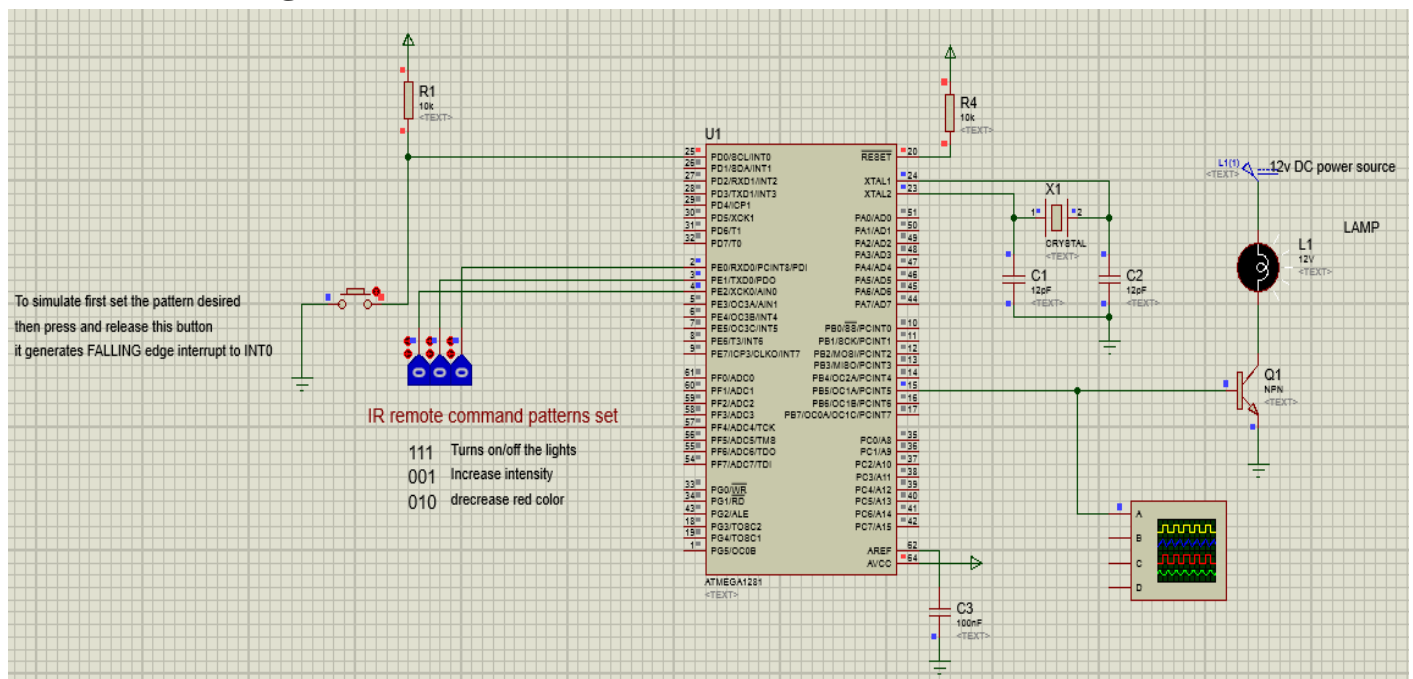 R1
10k
<TEXT>
R4
10k
<TEXT>
U1
25 PD0/SCL/INT0
26 PD1/SDA/INT1
27 PD2/RXD1/INT2
28 PD3/TXD1/INT3
29 PD4/ICP1
30 PD5/XCK1
31 PD6/T1
32 PD7/T0
2 PE0/RXD0/PCINT8/PDI
3 PE1/TXD0/PDO
4 PE2/XCK0/AIN0
5 PE3/OC3A/AIN1
6 PE4/OC3B/INT4
7 PE5/OC3C/INT5
8 PE6/T3/INT6
9 PE7/ICP3/CLKO/INT7
61 PF0/ADC0
60 PF1/ADC1
59 PF2/ADC2
58 PF3/ADC3
57 PF4/ADC4/TCK
56 PF5/ADC5/TMS
55 PF6/ADC6/TDO
54 PF7/ADC7/TDI
33 PG0/WR
34 PG1/RD
43 PG2/ALE
18 PG3/TOSC2
19 PG4/TOSC1
1 PG5/OC0B
RESET 20
XTAL1 24
XTAL2 23
PA0/AD0 51
PA1/AD1 50
PA2/AD2 49
PA3/AD3 48
PA4/AD4 47
PA5/AD5 46
PA6/AD6 45
PA7/AD7 44
PB0/SS/PCINT0 10
PB1/SCK/PCINT1 11
PB2/MOSI/PCINT2 12
PB3/MISO/PCINT3 13
PB4/OC2A/PCINT4 14
PB5/OC1A/PCINT5 15
PB6/OC1B/PCINT6 16
PB7/OC0A/OC1C/PCINT7 17
PC0/A8 35
PC1/A9 36
PC2/A10 37
PC3/A11 38
PC4/A12 39
PC5/A13 40
PC6/A14 41
PC7/A15 42
AREF 62
AVCC 64
ATMEGA1281
<TEXT>
X1
1 2
CRYSTAL
<TEXT>
C1
12pF
<TEXT>
C2
12pF
<TEXT>
C3
100nF
<TEXT>
L1(1)
<TEXT>
12v DC power source
LAMP
L1
12V
<TEXT>
Q1
NPN
<TEXT>
A
B
C
D
To simulate first set the pattern desired
then press and release this button
it generates FALLING edge interrupt to INT0
0 0 0
IR remote command patterns set
111 Turns on/off the lights
001 Increase intensity
010 drecrease red color